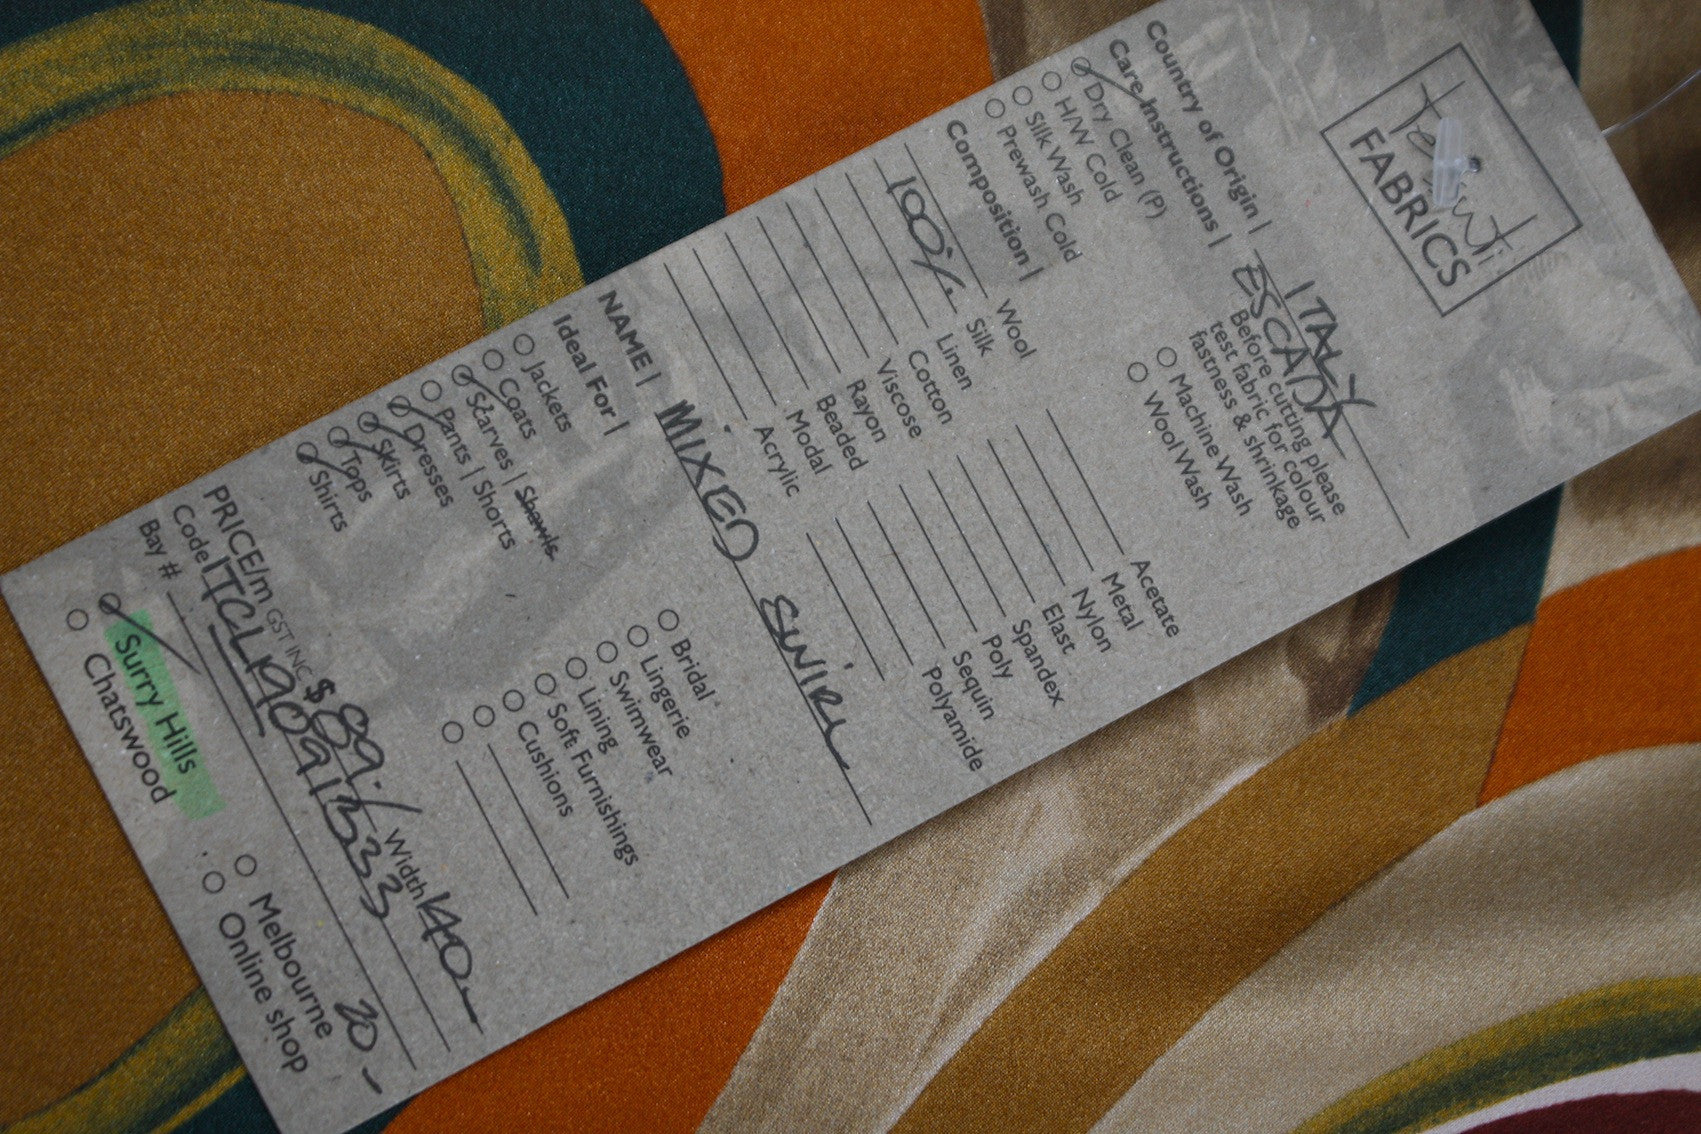 Tessuti
FABRICS
Country of Origin | ITALY
Care Instructions | ESCADA
Dry Clean (P)
H/W Cold
Silk Wash
Prewash Cold
Before cutting please
test fabric for colour
fastness & shrinkage
Machine Wash
Wool Wash
Composition |
Wool
100% Silk
Linen
Cotton
Viscose
Rayon
Beaded
Modal
Acrylic
Acetate
Metal
Nylon
Elast
Spandex
Poly
Sequin
Polyamide
NAME | MIXED SWIRL
Ideal For |
Jackets
Coats
Scarves | Shawls
Pants | Shorts
Dresses
Skirts
Tops
Shirts
Bridal
Lingerie
Swimwear
Lining
Soft Furnishings
Cushions
PRICE/m GST INC $89.- Width 140
Code
Bay #
Surry Hills
Chatswood
Melbourne
Online shop